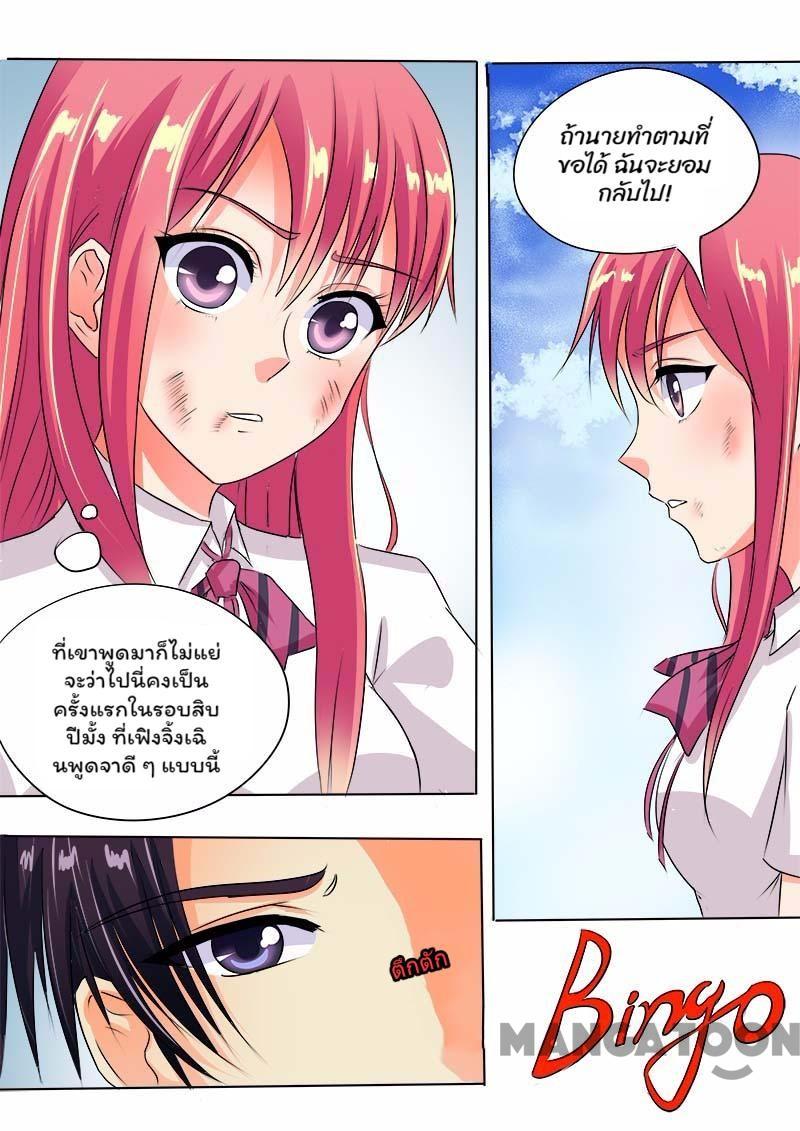 ที่เขาพูดมาก็ไม่แย่
จะว่าไปนี่คงเป็น
ครั้งแรกในรอบสิบ
ปีมั้ง ที่เฟิงจิ้งเฉิ
นพูดจาดี ๆ แบบนี้
ถ้านายทำตามที่
ขอได้ ฉันจะยอม
กลับไป!
ตึกตัก
Bingo
MANGATOON